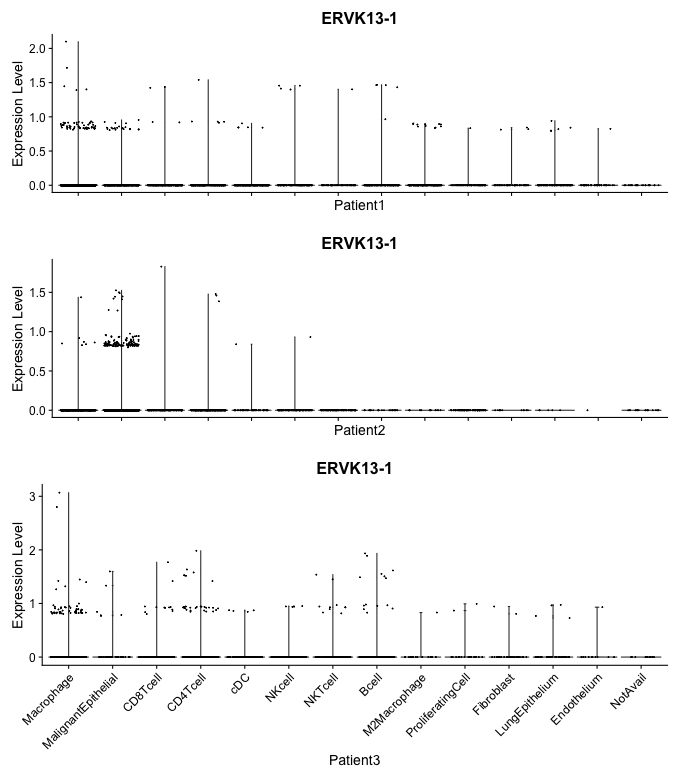 ERVK13-1
Expression Level
2.0
1.5
1.0
0.5
0.0
Patient1
ERVK13-1
Expression Level
1.5
1.0
0.5
0.0
Patient2
ERVK13-1
Expression Level
3
2
1
0
Macrophage
MalignantEpithelial
CD8Tcell
CD4Tcell
cDC
NKcell
NKTcell
Bcell
M2Macrophage
ProliferatingCell
Fibroblast
LungEpithelium
Endothelium
NotAvail
Patient3